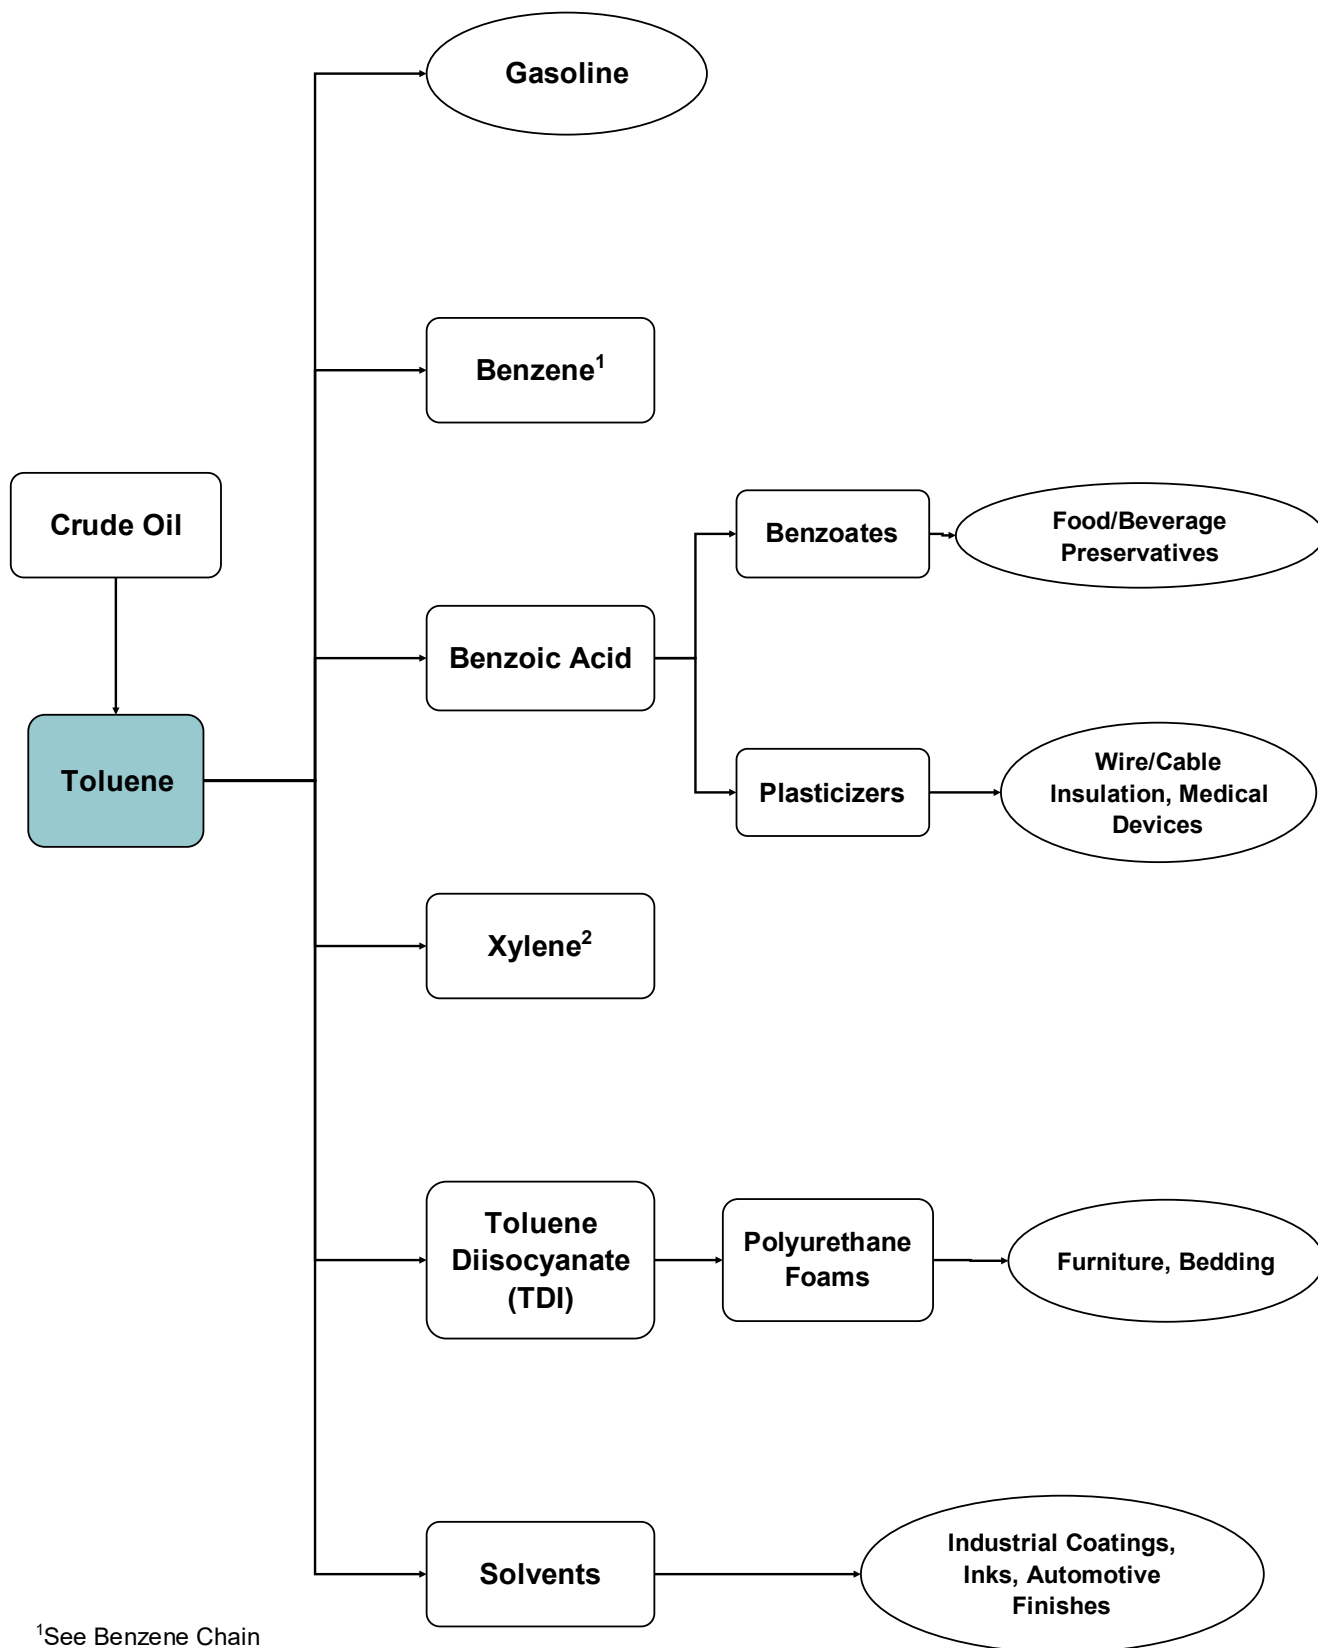 Gasoline
Benzene¹
Crude Oil
Benzoates
Food/Beverage
Preservatives
Benzoic Acid
Toluene
Plasticizers
Wire/Cable
Insulation, Medical
Devices
Xylene²
Toluene
Diisocyanate
(TDI)
Polyurethane
Foams
Furniture, Bedding
Solvents
Industrial Coatings,
Inks, Automotive
Finishes
¹See Benzene Chain